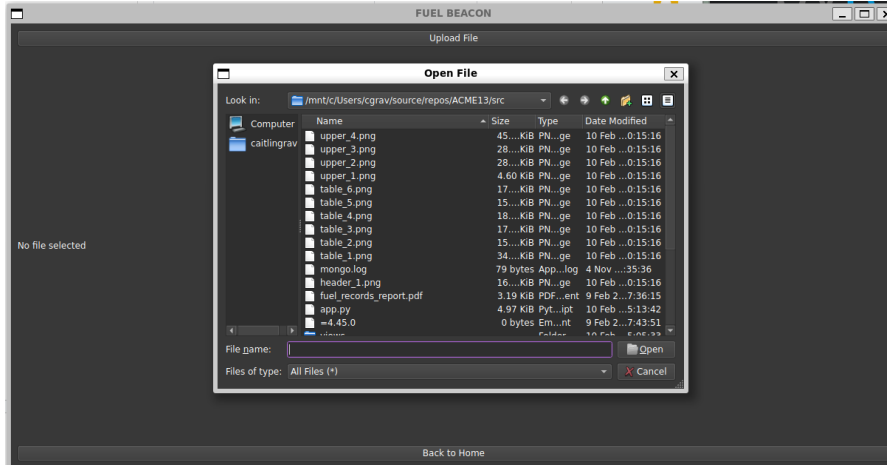 FUEL BEACON
Upload File
Open File
Look in: /mnt/c/Users/cgrav/source/repos/ACME13/src
Computer
caitlingrav
Name Size Type Date Modified
upper_4.png 45....KiB PN...ge 10 Feb ...0:15:16
upper_3.png 28....KiB PN...ge 10 Feb ...0:15:16
upper_2.png 28....KiB PN...ge 10 Feb ...0:15:16
upper_1.png 4.60 KiB PN...ge 10 Feb ...0:15:16
table_6.png 17....KiB PN...ge 10 Feb ...0:15:16
table_5.png 15....KiB PN...ge 10 Feb ...0:15:16
table_4.png 18....KiB PN...ge 10 Feb ...0:15:16
table_3.png 17....KiB PN...ge 10 Feb ...0:15:16
table_2.png 15....KiB PN...ge 10 Feb ...0:15:16
table_1.png 34....KiB PN...ge 10 Feb ...0:15:16
mongo.log 79 bytes App...log 4 Nov ...:35:36
header_1.png 16....KiB PN...ge 10 Feb ...0:15:16
fuel_records_report.pdf 3.19 KiB PDF...ent 9 Feb 2...7:36:15
app.py 4.97 KiB Pyt...ipt 10 Feb ...5:13:42
=4.45.0 0 bytes Em...nt 9 Feb 2...7:43:51
No file selected
File name: Open
Files of type: All Files (*) Cancel
Back to Home